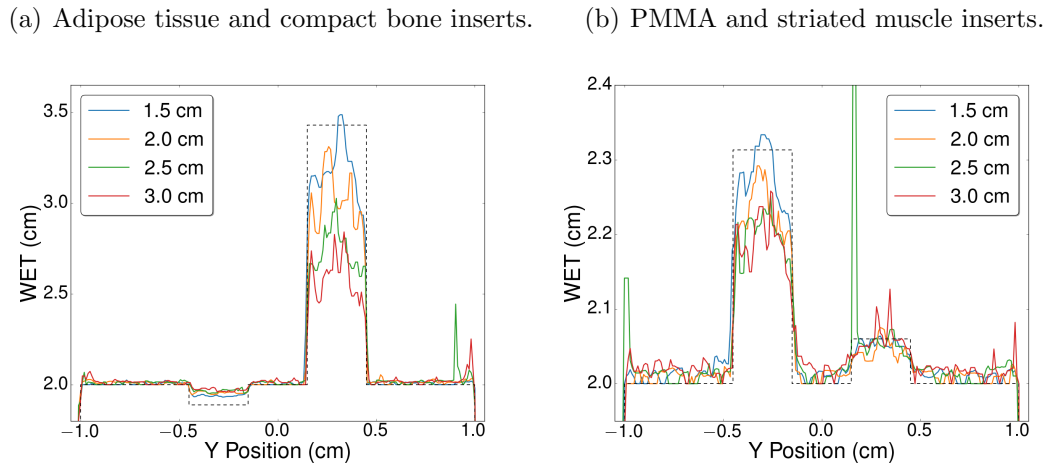 (a) Adipose tissue and compact bone inserts.
(b) PMMA and striated muscle inserts.
1.5 cm
2.0 cm
2.5 cm
3.0 cm
WET (cm)
3.5
3.0
2.5
2.0
−1.0 −0.5 0.0 0.5 1.0
Y Position (cm)
1.5 cm
2.0 cm
2.5 cm
3.0 cm
WET (cm)
2.4
2.3
2.2
2.1
2.0
−1.0 −0.5 0.0 0.5 1.0
Y Position (cm)